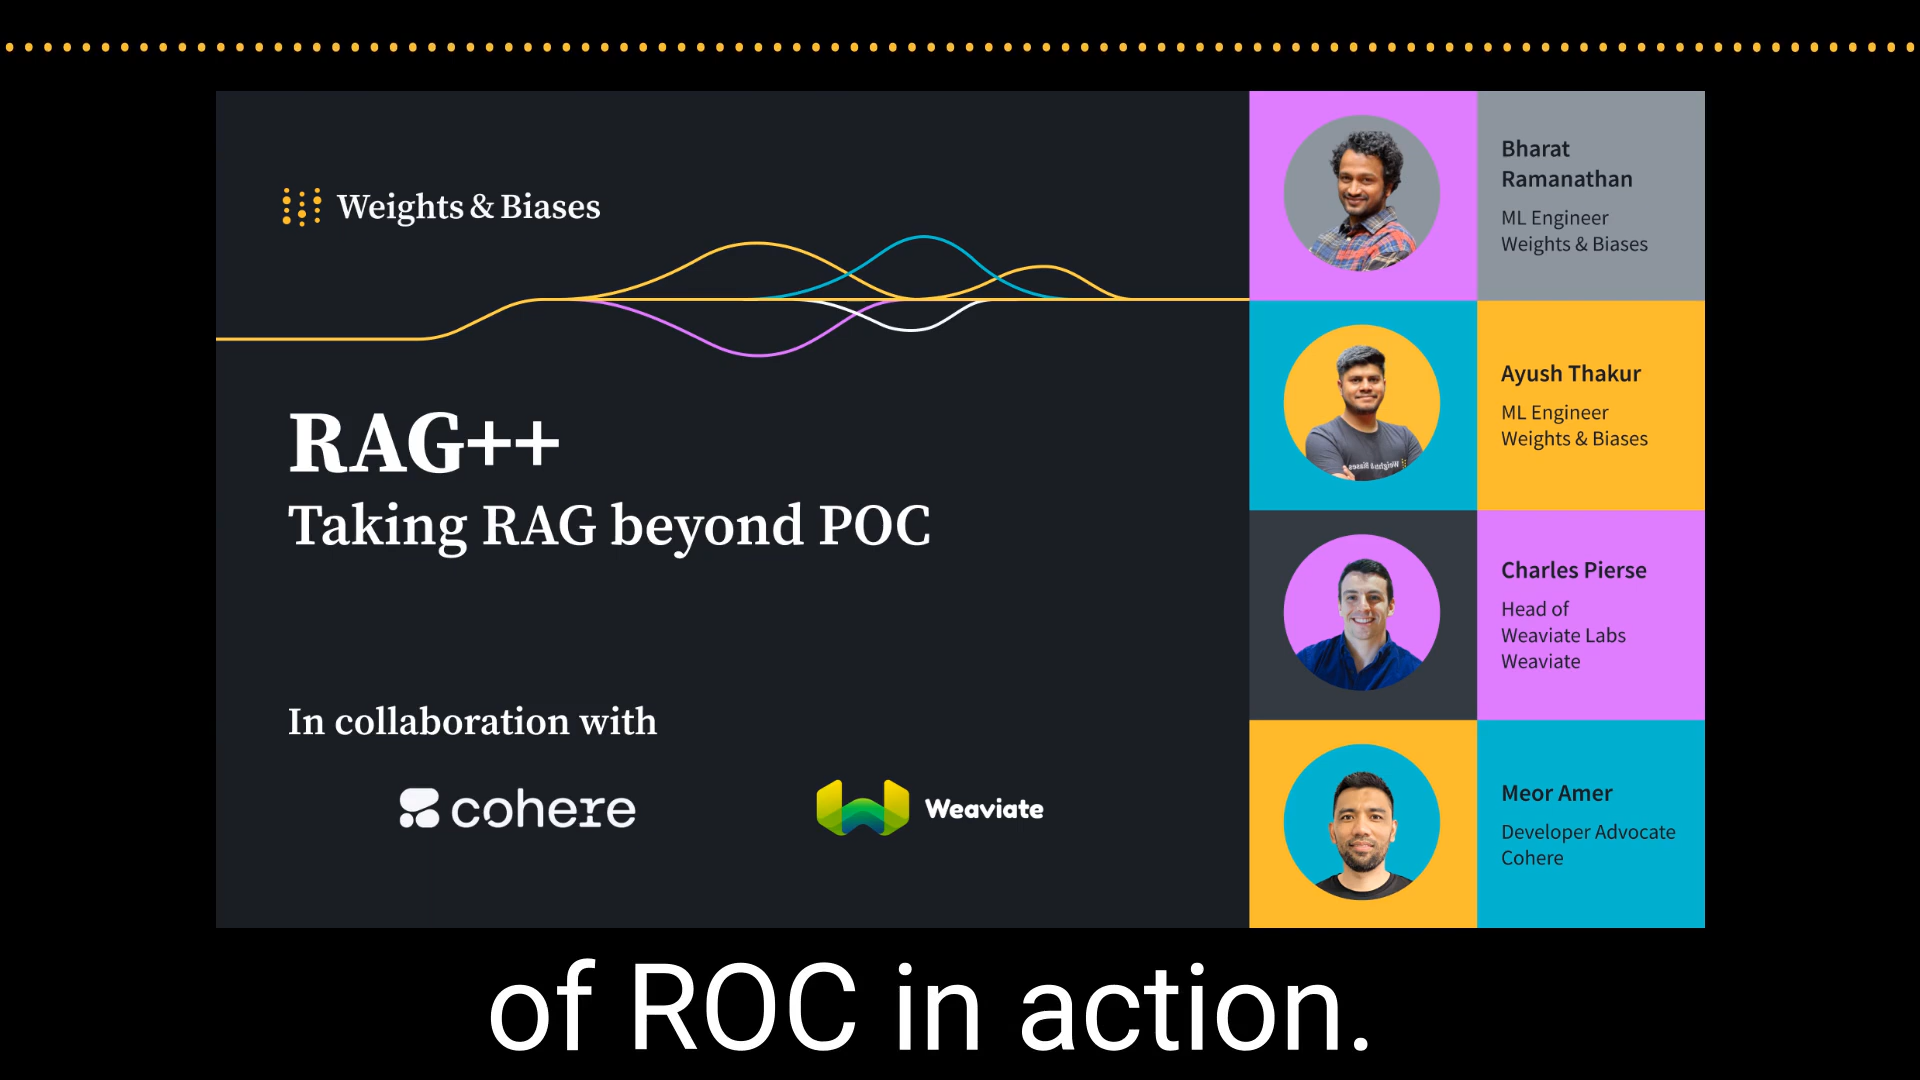 Weights & Biases
RAG++
Taking RAG beyond POC
In collaboration with
cohere
Weaviate
Bharat
Ramanathan
ML Engineer
Weights & Biases
Ayush Thakur
ML Engineer
Weights & Biases
Charles Pierse
Head of
Weaviate Labs
Weaviate
Meor Amer
Developer Advocate
Cohere
of ROC in action.